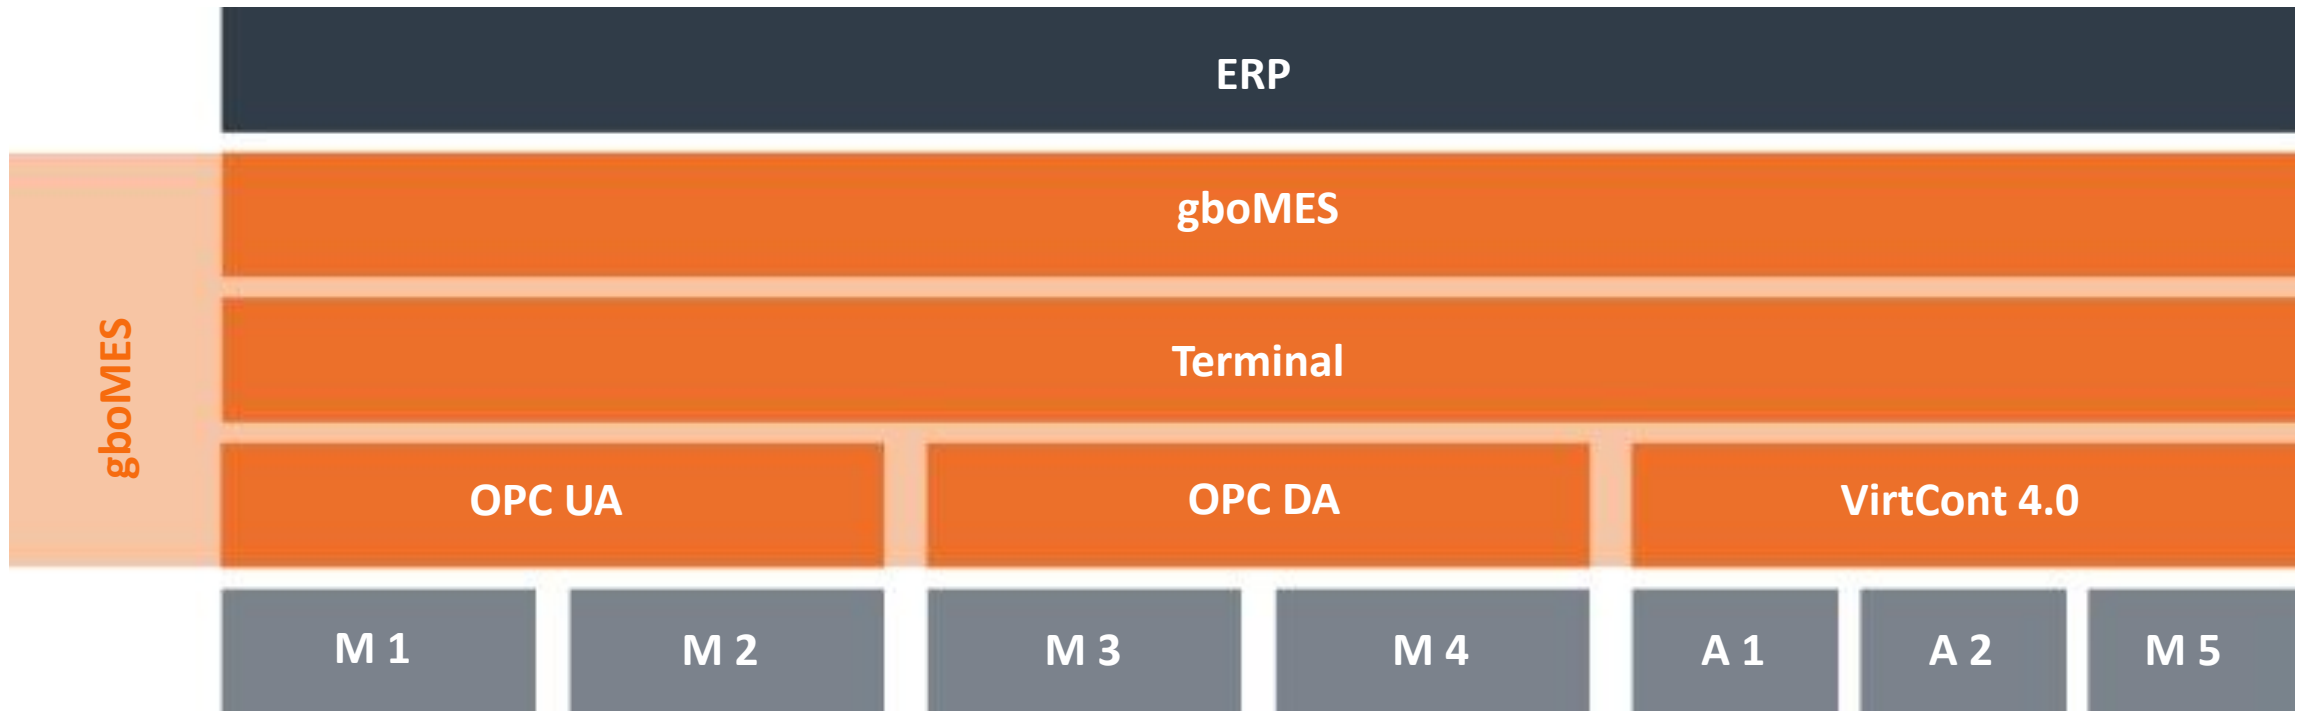 ERP
gboMES
gboMES
Terminal
OPC UA
OPC DA
VirtCont 4.0
M 1
M 2
M 3
M 4
A 1
A 2
M 5